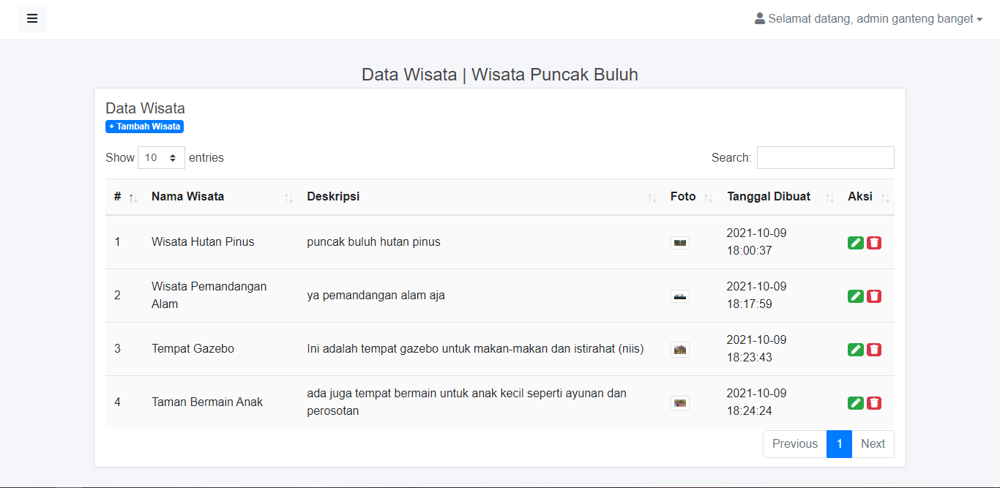 Selamat datang, admin ganteng banget
Data Wisata | Wisata Puncak Buluh
Data Wisata
+ Tambah Wisata
Show 10 entries
Search:
# Nama Wisata Deskripsi Foto Tanggal Dibuat Aksi
1 Wisata Hutan Pinus puncak buluh hutan pinus 2021-10-09
18:00:37
2 Wisata Pemandangan
Alam
ya pemandangan alam aja
2021-10-09
18:17:59
3 Tempat Gazebo Ini adalah tempat gazebo untuk makan-makan dan istirahat (niis) 2021-10-09
18:23:43
4 Taman Bermain Anak
ada juga tempat bermain untuk anak kecil seperti ayunan dan
perosotan
2021-10-09
18:24:24
Previous 1 Next